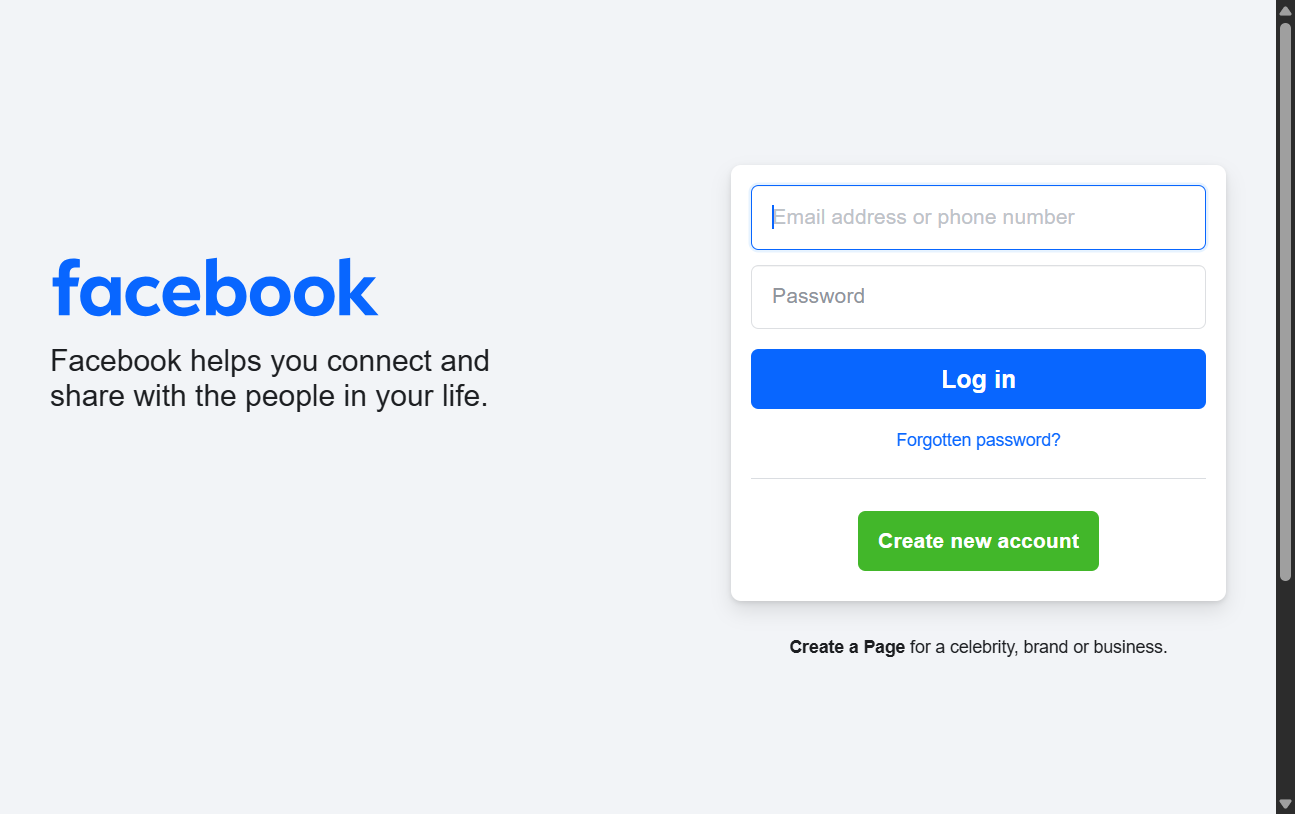 facebook
Facebook helps you connect and
share with the people in your life.
Email address or phone number
Password
Log in
Forgotten password?
Create new account
Create a Page for a celebrity, brand or business.